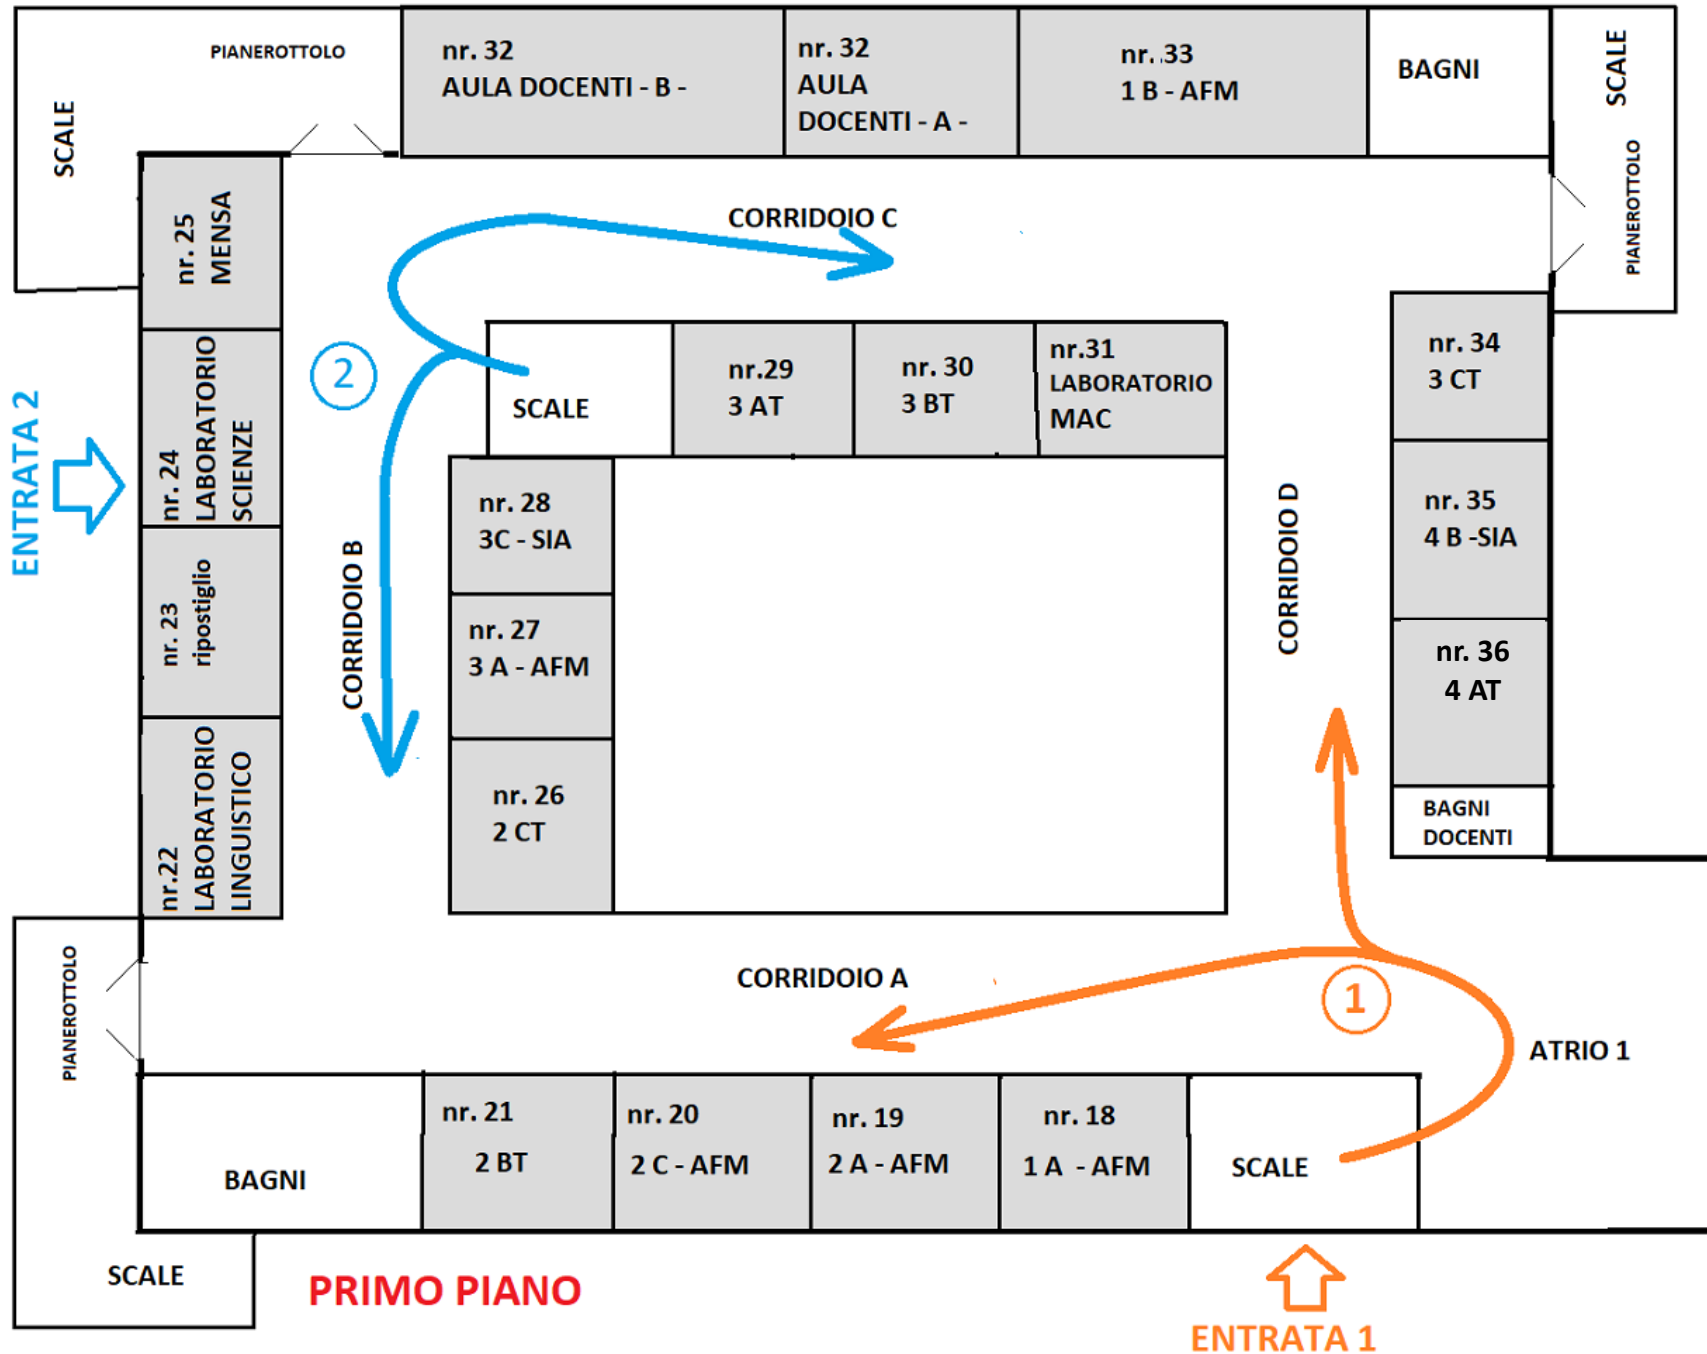 PIANEROTTOLO
SCALE
nr. 32
AULA DOCENTI - B -
nr. 32
AULA
DOCENTI - A -
nr. 33
1 B - AFM
BAGNI
SCALE
PIANEROTTOLO
nr. 25
MENSA
CORRIDOIO C
nr. 24
LABORATORIO
SCIENZE
ENTRATA 2
2
SCALE
nr.29
3 AT
nr. 30
3 BT
nr.31
LABORATORIO
MAC
nr. 34
3 CT
nr. 28
3C - SIA
nr. 35
4 B -SIA
CORRIDOIO B
CORRIDOIO D
nr. 23
ripostiglio
nr. 27
3 A - AFM
nr. 36
4 AT
nr.22
LABORATORIO
LINGUISTICO
nr. 26
2 CT
BAGNI
DOCENTI
PIANEROTTOLO
CORRIDOIO A
1
ATRIO 1
BAGNI
nr. 21
2 BT
nr. 20
2 C - AFM
nr. 19
2 A - AFM
nr. 18
1 A - AFM
SCALE
SCALE
PRIMO PIANO
ENTRATA 1